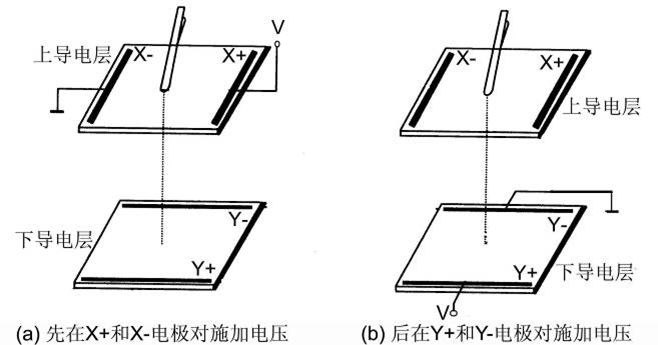 V
上导电层 X- X+
X- X+
上导电层
Y-
下导电层
Y+
Y-
Y+ 下导电层
V
(a) 先在X+和X-电极对施加电压
(b) 后在Y+和Y-电极对施加电压